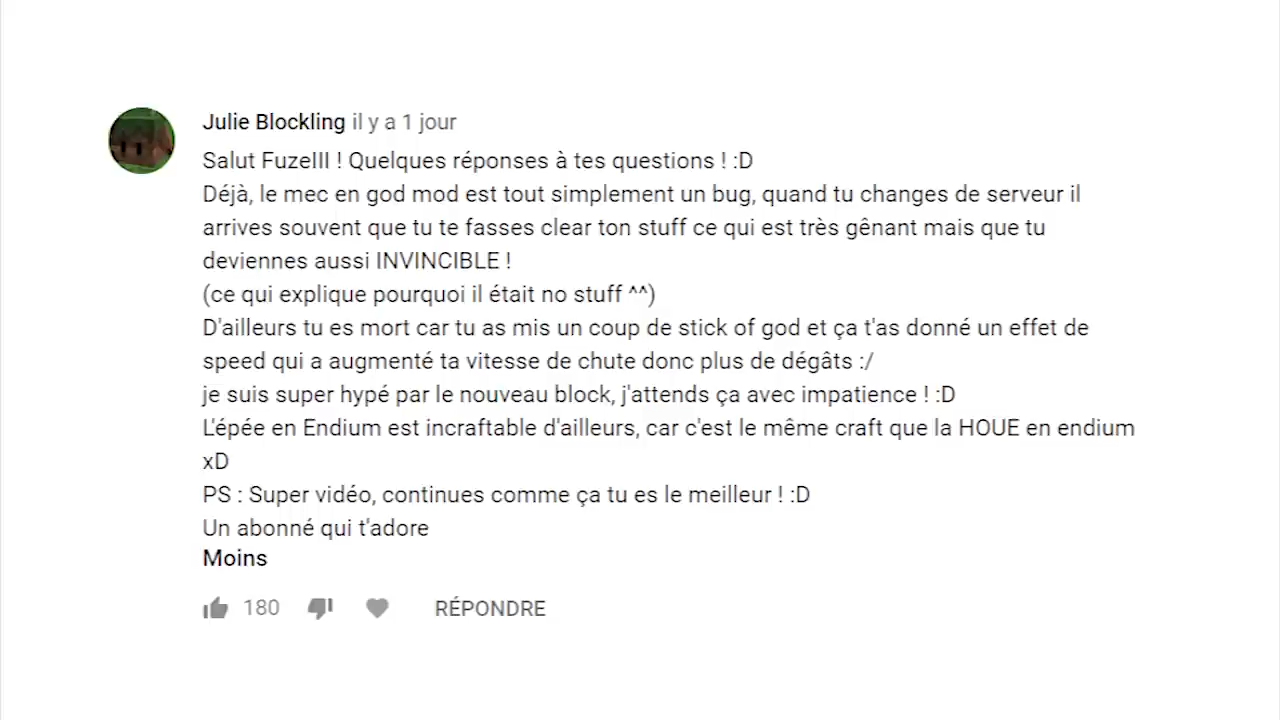 Julie Blockling il y a 1 jour
Salut FuzeIII ! Quelques réponses à tes questions ! :D
Déjà, le mec en god mod est tout simplement un bug, quand tu changes de serveur il
arrives souvent que tu te fasses clear ton stuff ce qui est très gênant mais que tu
deviennes aussi INVINCIBLE !
(ce qui explique pourquoi il était no stuff ^^)
D'ailleurs tu es mort car tu as mis un coup de stick of god et ça t'as donné un effet de
speed qui a augmenté ta vitesse de chute donc plus de dégâts :/
je suis super hypé par le nouveau block, j'attends ça avec impatience ! :D
L'épée en Endium est incraftable d'ailleurs, car c'est le même craft que la HOUE en endium
xD
PS : Super vidéo, continues comme ça tu es le meilleur ! :D
Un abonné qui t'adore
Moins
180 RÉPONDRE